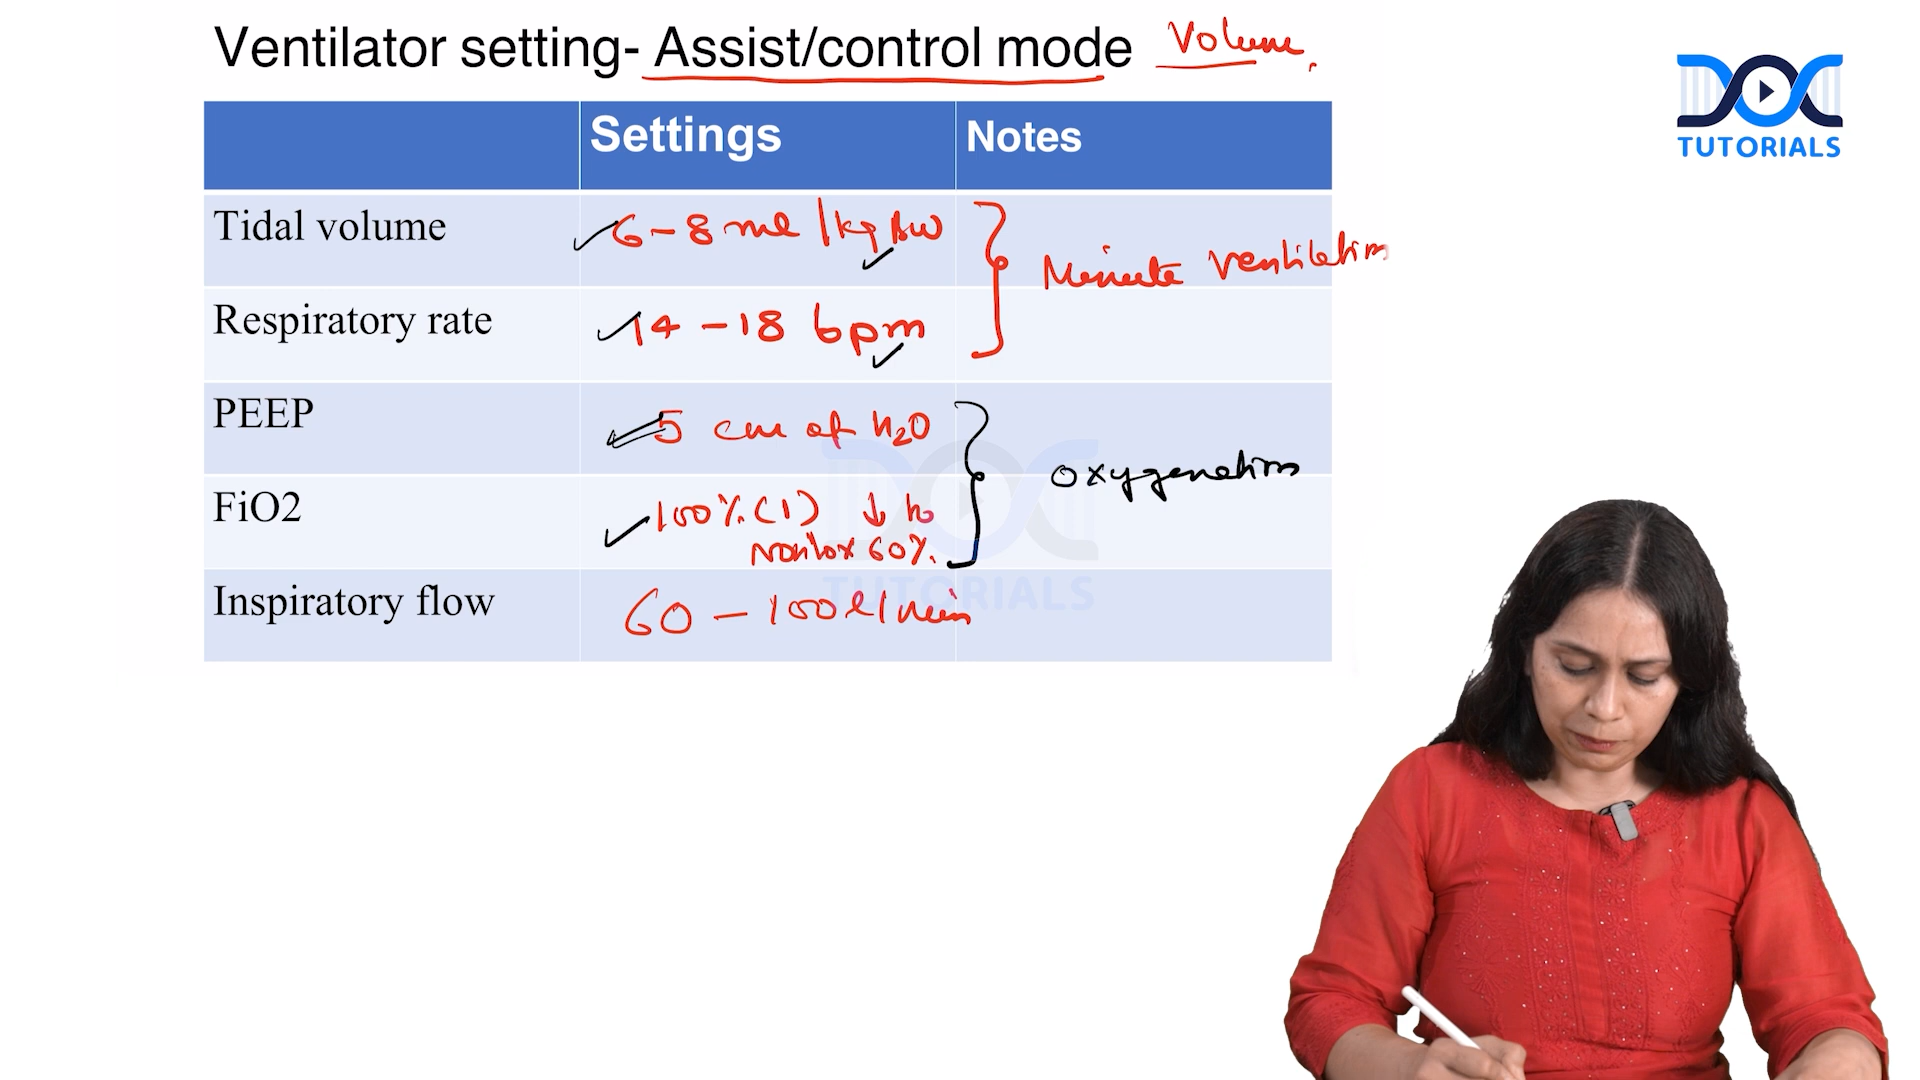 Ventilator setting- Assist/control mode Volume
Settings Notes
Tidal volume 6-8 ml/kg BW
Minute ventilation
Respiratory rate 14-18 bpm
PEEP 5 cm of H2O
oxygenation
FiO2 100% (1) ↓ to
nontox 60%.
Inspiratory flow 60-100 l/min
DOC
TUTORIALS
TUTORIALS